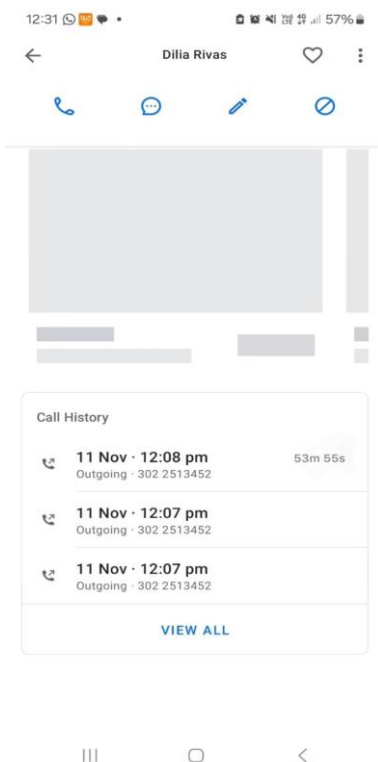 12:31 57%
Dilia Rivas
Call History
11 Nov · 12:08 pm 53m 55s
Outgoing · 302 2513452
11 Nov · 12:07 pm
Outgoing · 302 2513452
11 Nov · 12:07 pm
Outgoing · 302 2513452
VIEW ALL